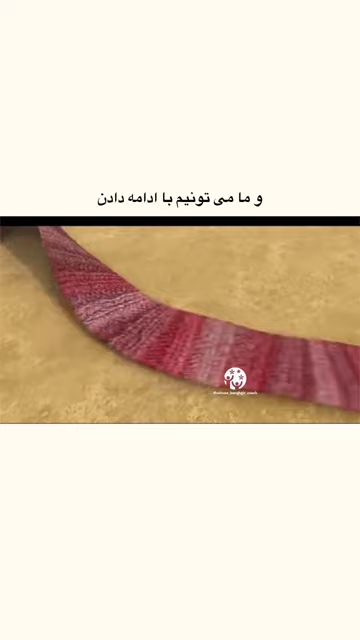 و ما می تونیم با ادامه دادن